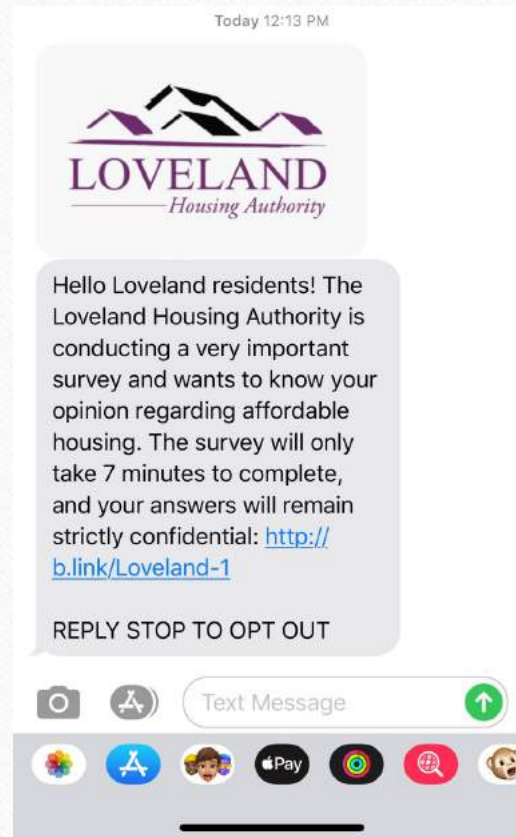 Today 12:13 PM
LOVELAND
Housing Authority
Hello Loveland residents! The
Loveland Housing Authority is
conducting a very important
survey and wants to know your
opinion regarding affordable
housing. The survey will only
take 7 minutes to complete,
and your answers will remain
strictly confidential: http://
b.link/Loveland-1
REPLY STOP TO OPT OUT
Text Message
Pay